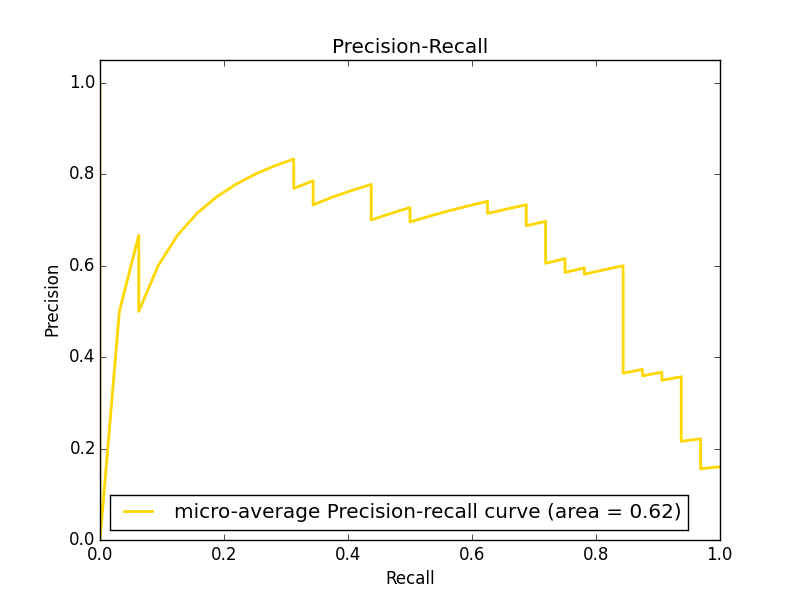 Precision-Recall
1.0
0.8
0.6
0.4
0.2
0.0
Precision
micro-average Precision-recall curve (area = 0.62)
0.0 0.2 0.4 0.6 0.8 1.0
Recall